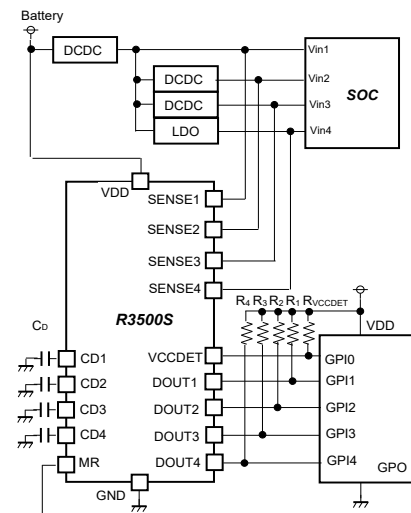 Battery
DCDC
Vin1
DCDC
Vin2
SOC
DCDC
Vin3
LDO
Vin4
VDD
SENSE1
SENSE2
SENSE3
SENSE4
R4 R3 R2 R1 RVCCDET
R3500S
CD
VDD
VCCDET
GPI0
CD1
DOUT1
GPI1
CD2
DOUT2
GPI2
CD3
DOUT3
GPI3
CD4
MR
DOUT4
GPI4
GPO
GND